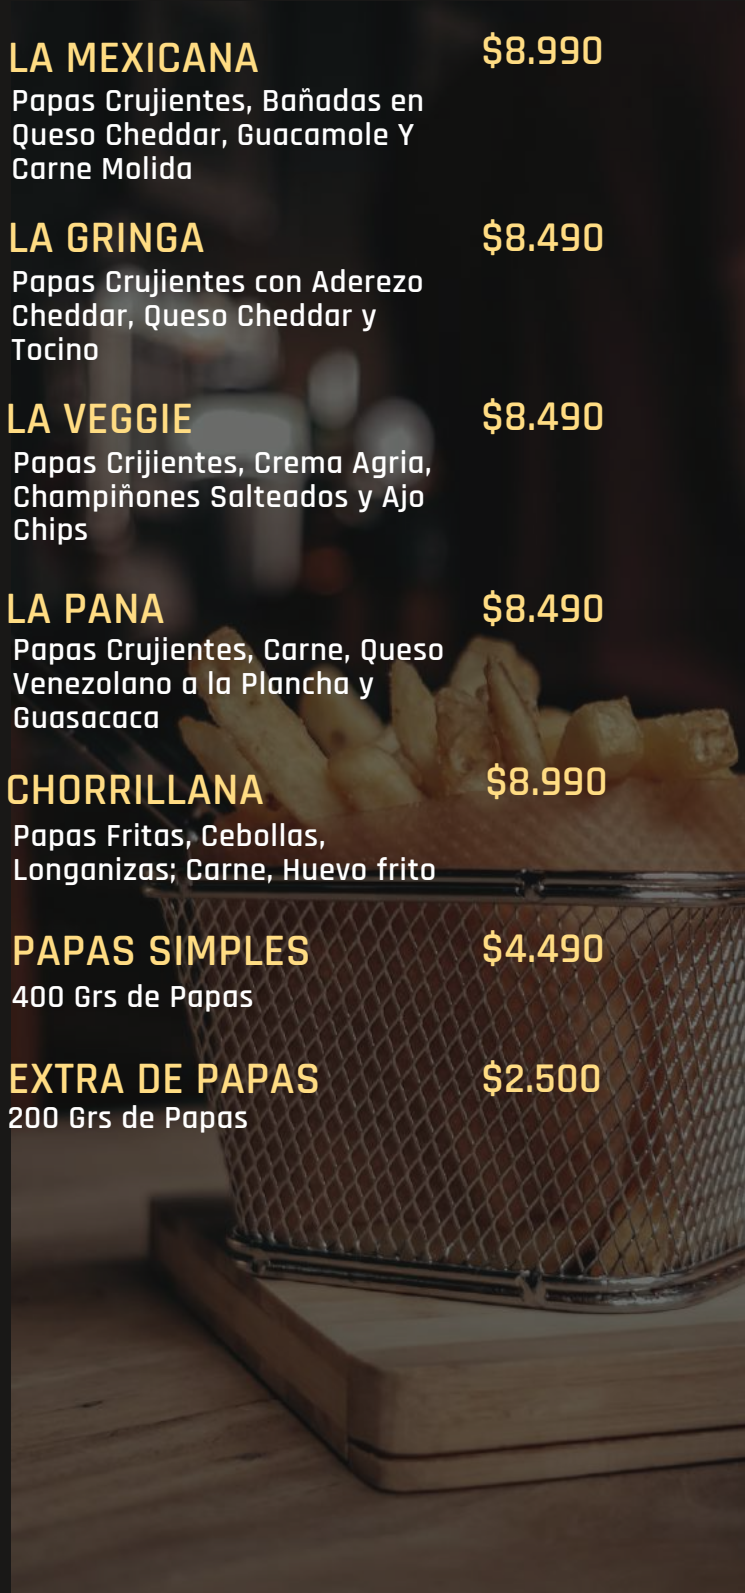 LA MEXICANA $8.990
Papas Crujientes, Bañadas en
Queso Cheddar, Guacamole Y
Carne Molida
LA GRINGA $8.490
Papas Crujientes con Aderezo
Cheddar, Queso Cheddar y
Tocino
LA VEGGIE $8.490
Papas Crijientes, Crema Agria,
Champiñones Salteados y Ajo
Chips
LA PANA $8.490
Papas Crujientes, Carne, Queso
Venezolano a la Plancha y
Guasacaca
CHORRILLANA $8.990
Papas Fritas, Cebollas,
Longanizas; Carne, Huevo frito
PAPAS SIMPLES $4.490
400 Grs de Papas
EXTRA DE PAPAS $2.500
200 Grs de Papas